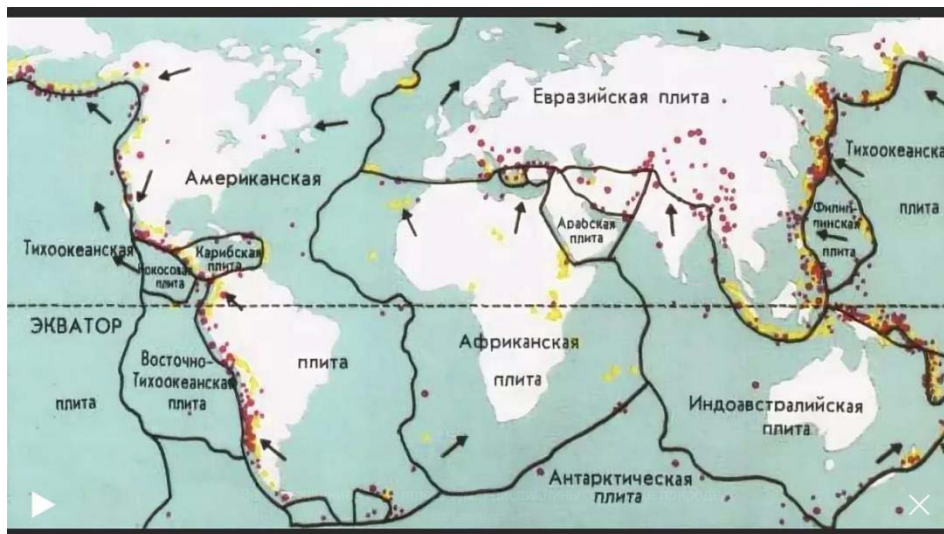 Евразийская плита
Американская
Тихоокеанска
плита
Филип-
пинская
плита
Арабская
плита
Тихоокеанская
Карибская
плита
Кокосовая
плита
ЭКВАТОР
плита
Восточно-
Тихоокеанская
плита
плита
Африканская
плита
Индоавстралийская
плита
Антарктическая
плита